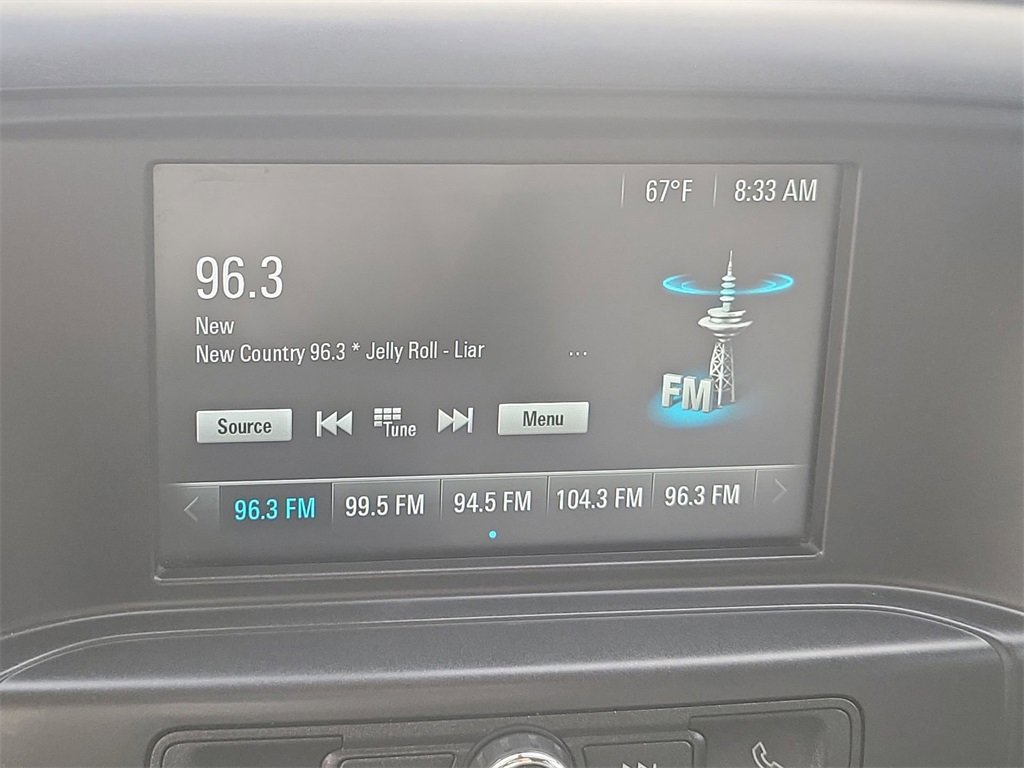 67°F 8:33 AM
96.3
New
New Country 96.3 * Jelly Roll - Liar ...
FM
Source Tune Menu
96.3 FM 99.5 FM 94.5 FM 104.3 FM 96.3 FM